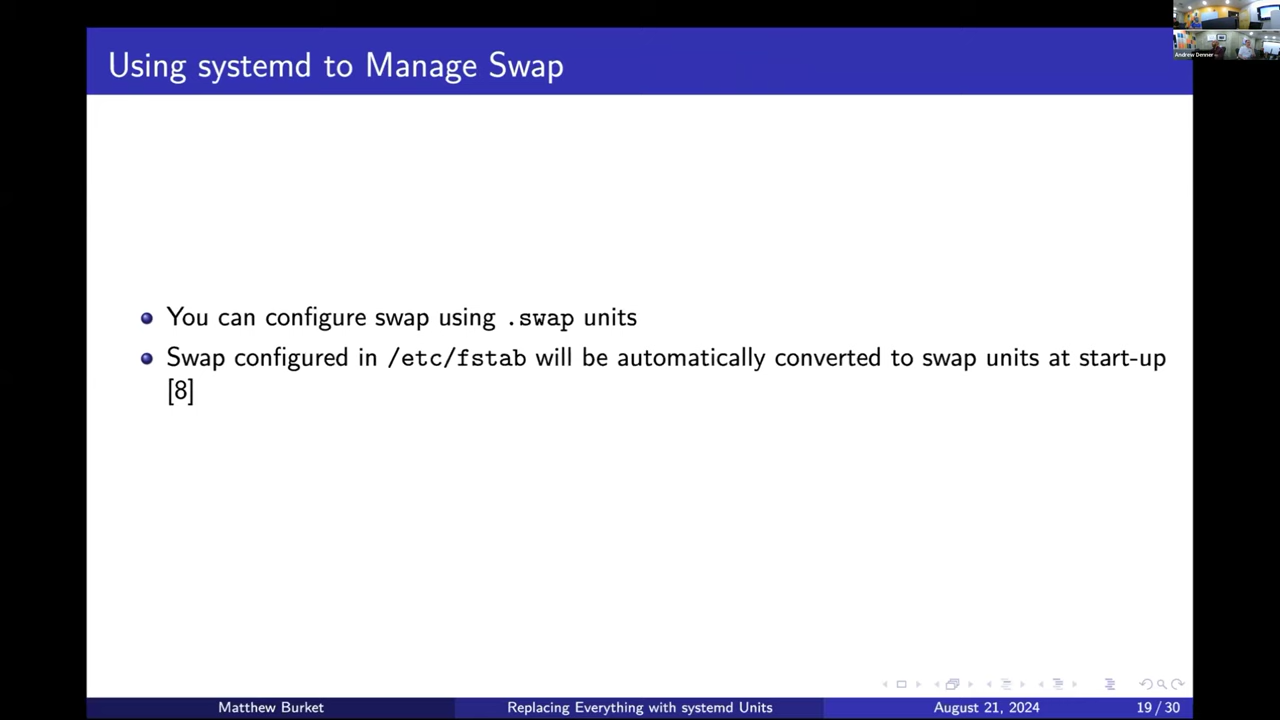 Using systemd to Manage Swap
Andrew Denner
You can configure swap using .swap units
Swap configured in /etc/fstab will be automatically converted to swap units at start-up
[8]
Matthew Burket
Replacing Everything with systemd Units
August 21, 2024
19 / 30